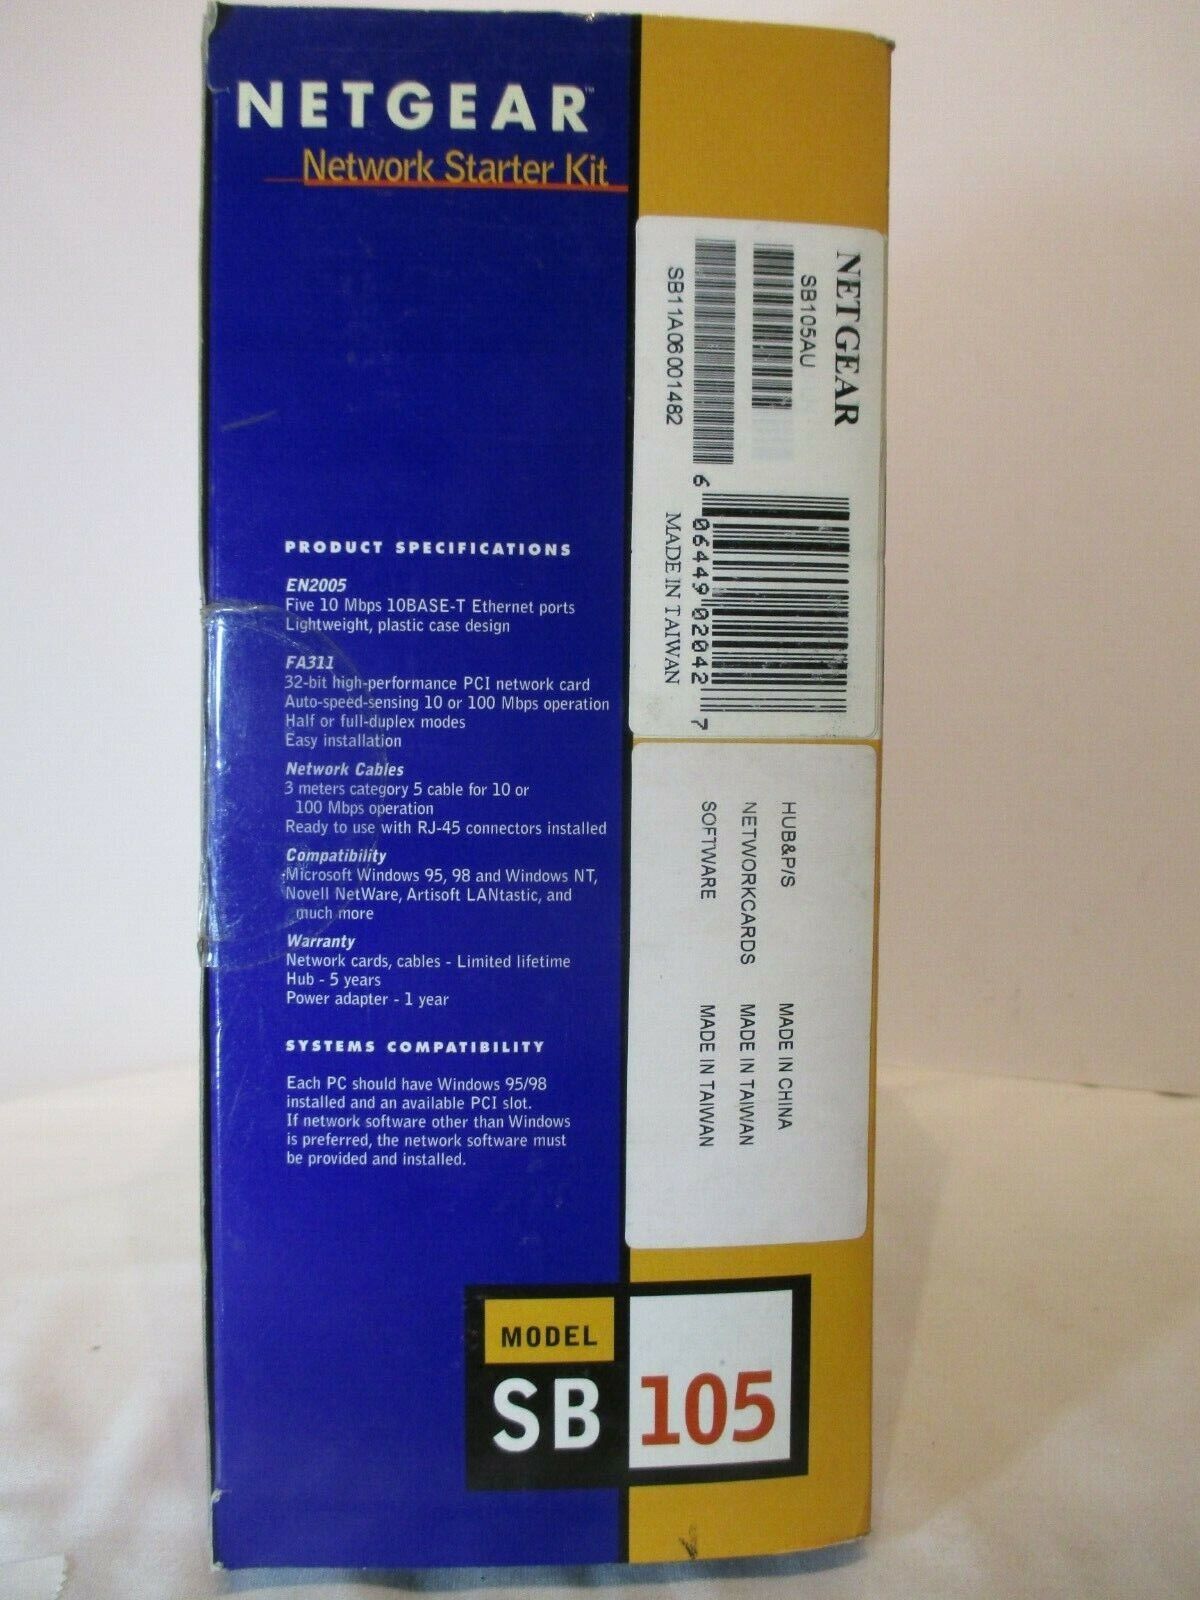 NETGEAR™
Network Starter Kit
PRODUCT SPECIFICATIONS
EN2005
Five 10 Mbps 10BASE-T Ethernet ports
Lightweight, plastic case design
FA311
32-bit high-performance PCI network card
Auto-speed-sensing 10 or 100 Mbps operation
Half or full-duplex modes
Easy installation
Network Cables
3 meters category 5 cable for 10 or
100 Mbps operation
Ready to use with RJ-45 connectors installed
Compatibility
Microsoft Windows 95, 98 and Windows NT,
Novell NetWare, Artisoft LANtastic, and
much more
Warranty
Network cards, cables - Limited lifetime
Hub - 5 years
Power adapter - 1 year
SYSTEMS COMPATIBILITY
Each PC should have Windows 95/98
installed and an available PCI slot.
If network software other than Windows
is preferred, the network software must
be provided and installed.
NETGEAR
SB105AU
SB11A06001482
6 06449 02042 7
MADE IN TAIWAN
HUB&P/S MADE IN CHINA
NETWORKCARDS MADE IN TAIWAN
SOFTWARE MADE IN TAIWAN
MODEL
SB 105